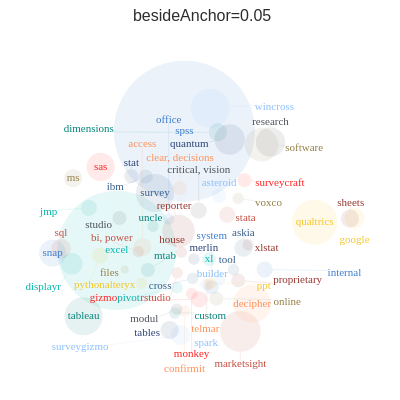 besideAnchor=0.05
wincross
office
research
dimensions
spss
access
quantum
software
clear, decisions
stat
sas
critical, vision
ms
ibm
asteroid
surveycraft
survey
voxco
sheets
jmp
reporter
uncle
stata
qualtrics
studio
sql
bi, power
house
system
askia
google
snap
excel
merlin
xlstat
mtab
xl
tool
files
builder
internal
displayr
pythonalteryx
cross
ppt
proprietary
gizmopivotrstudio
decipher
online
tableau
modul
custom
tables
telmar
surveygizmo
spark
monkey
marketsight
confirmit